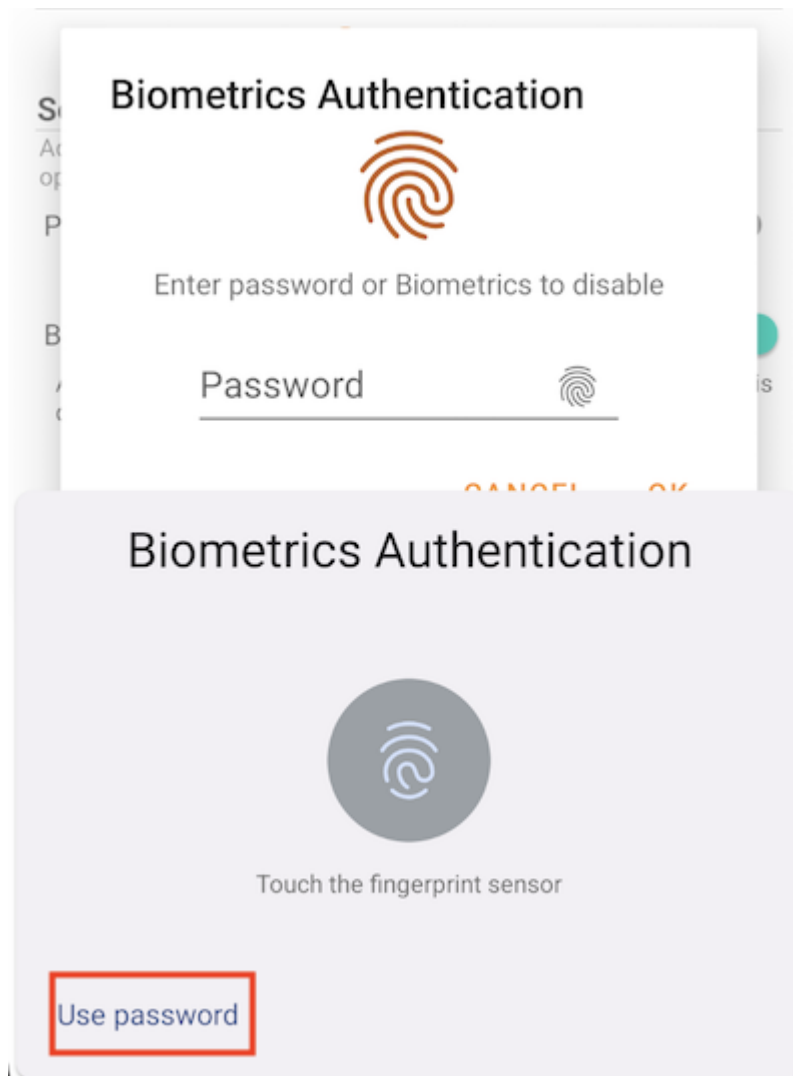 Biometrics Authentication
Enter password or Biometrics to disable
Password
Biometrics Authentication
Touch the fingerprint sensor
Use password